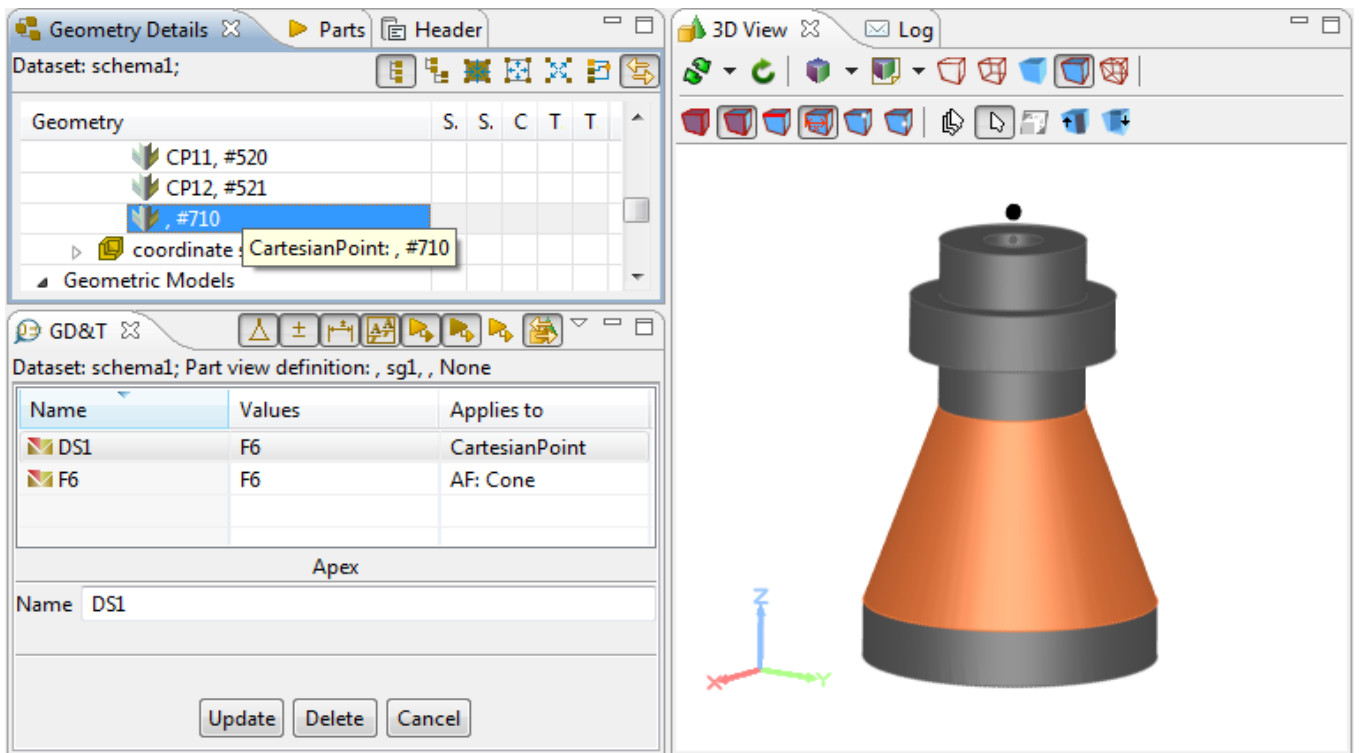 Geometry Details
Parts
Header
Dataset: schema1;
Geometry S. S. C T T
CP11, #520
CP12, #521
, #710
coordinate s
CartesianPoint: , #710
Geometric Models
GD&T
Dataset: schema1; Part view definition: , sg1, , None
Name Values Applies to
DS1 F6 CartesianPoint
F6 F6 AF: Cone
Apex
Name DS1
Update Delete Cancel
3D View
Log
Z
X
Y